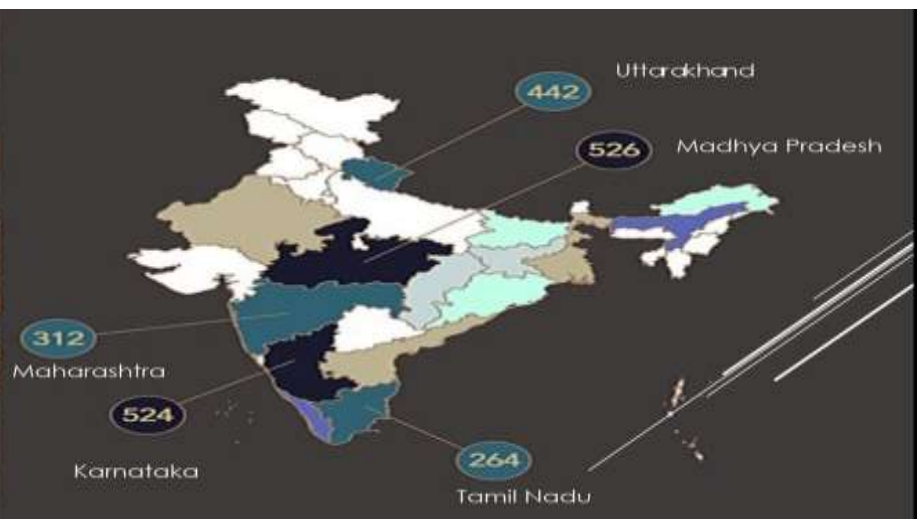 Uttarakhand
442
526
Madhya Pradesh
312
Maharashtra
524
Karnataka
264
Tamil Nadu